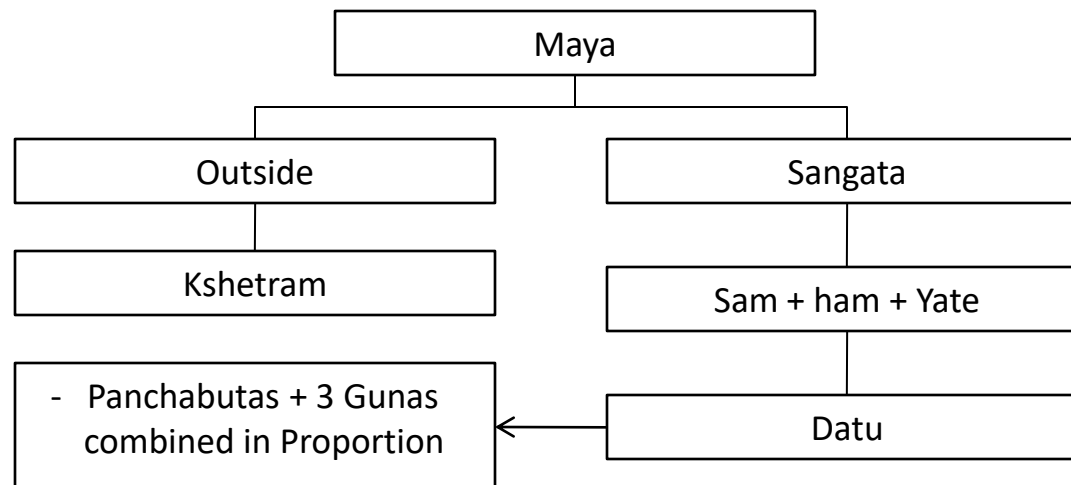 Maya
Outside
Sangata
Kshetram
Sam + ham + Yate
- Panchabutas + 3 Gunas
combined in Proportion
Datu